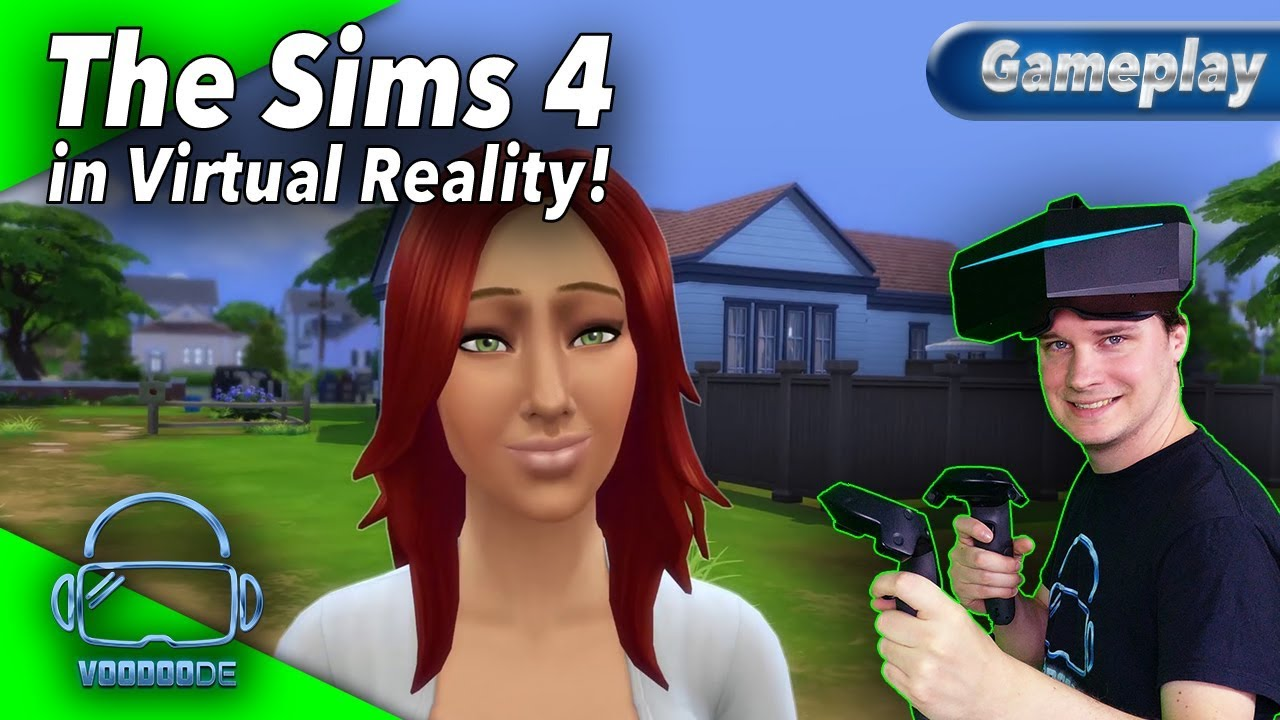 The Sims 4
in Virtual Reality!
Gameplay
VOODOODE